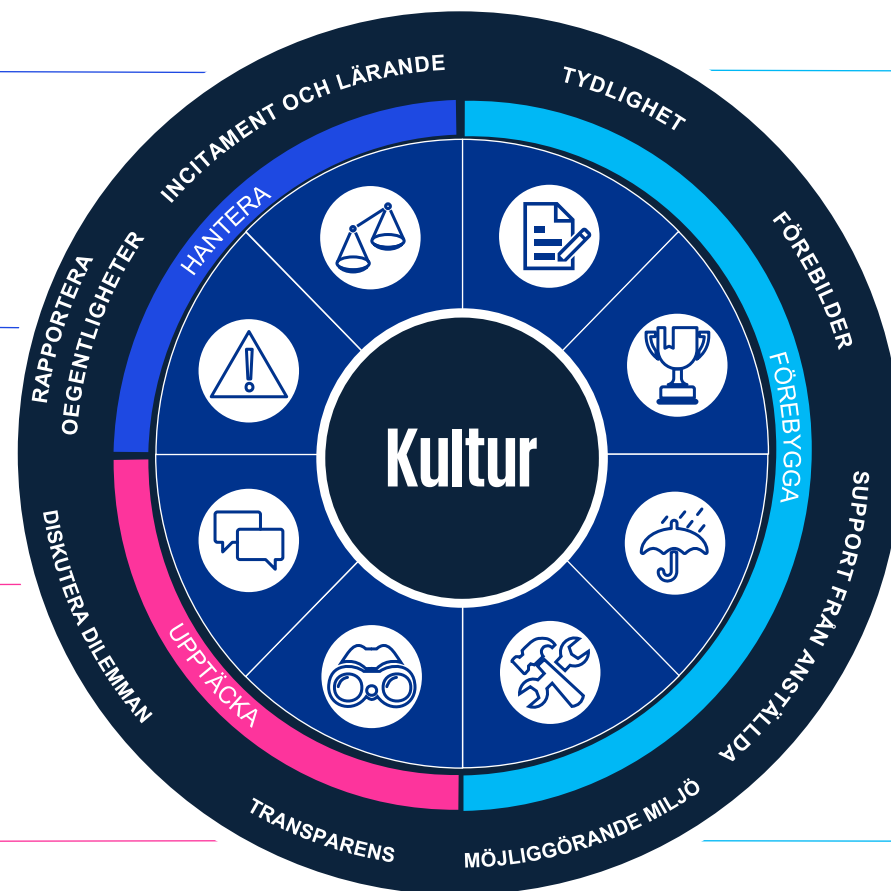 INCITAMENT OCH LÄRANDE
TYDLIGHET
FÖREBILDER
SUPPORT FRÅN ANSTÄLLDA
MÖJLIGGÖRANDE MILJÖ
TRANSPARENS
DISKUTERA DILEMMAN
RAPPORTERA
OEGENTLIGHETER
HANTERA
FÖREBYGGA
UPPTÄCKA
Kultur